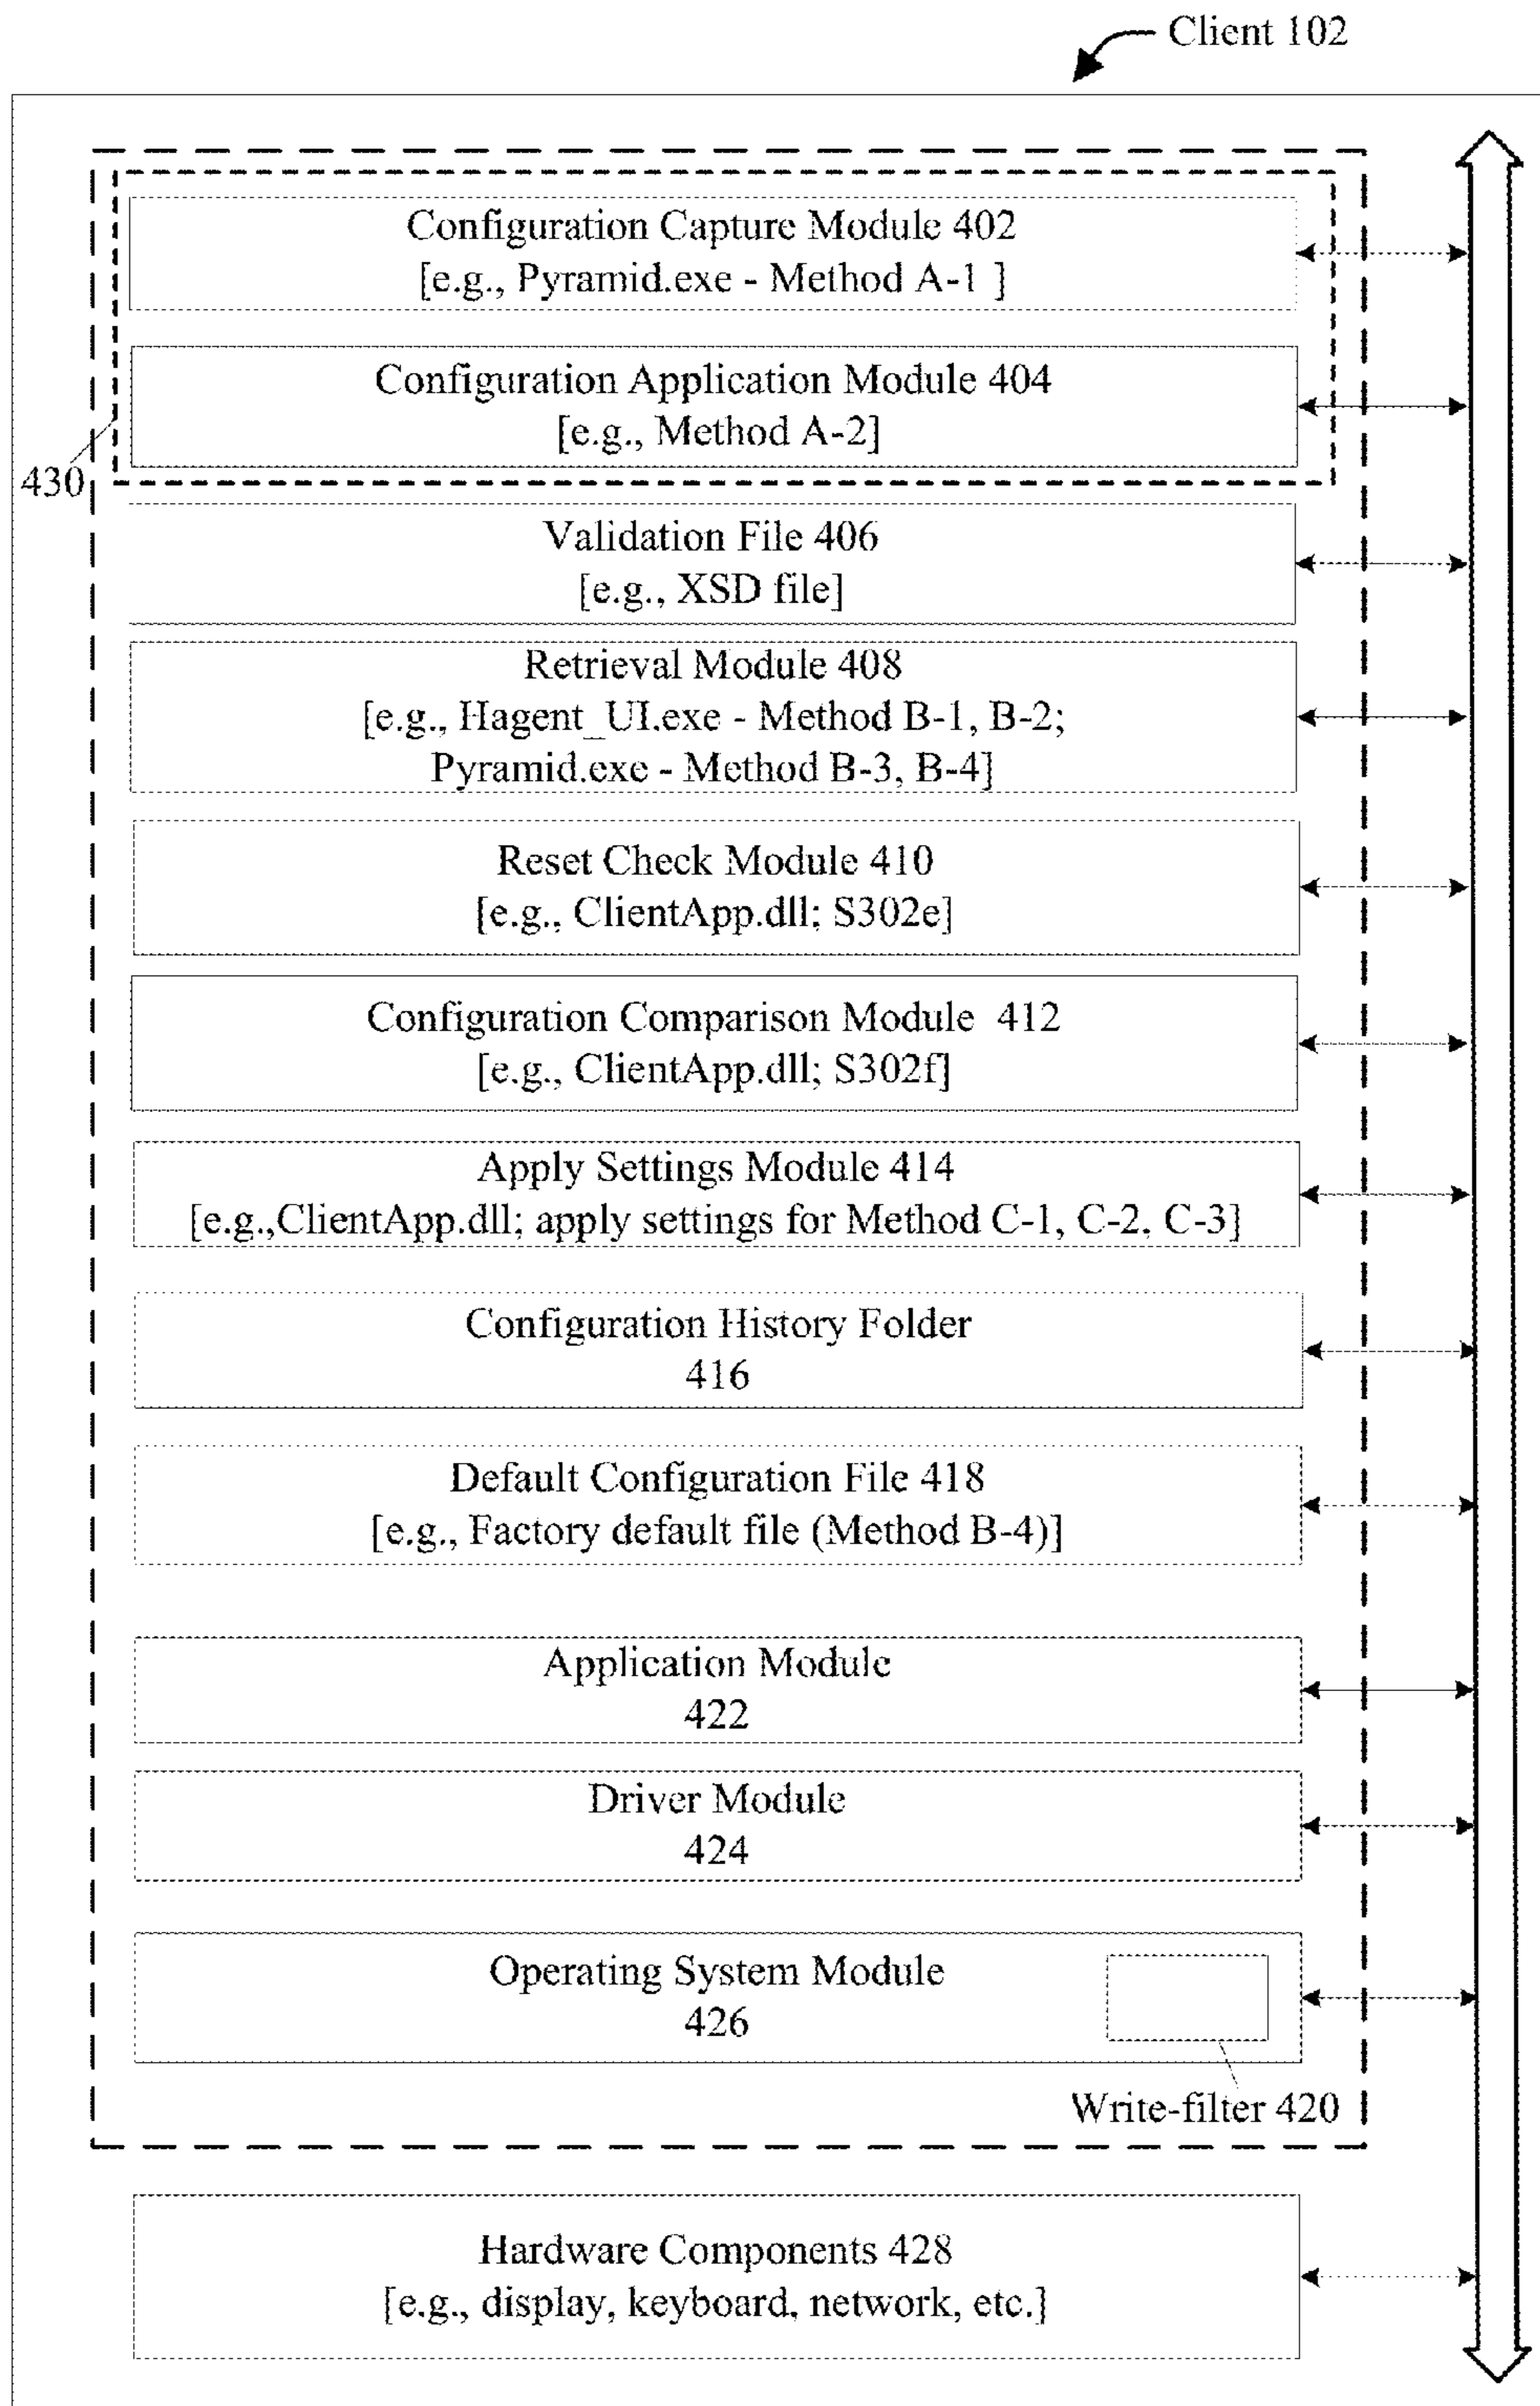 Client 102
Configuration Capture Module 402
[e.g., Pyramid.exe - Method A-1 ]
Configuration Application Module 404
[e.g., Method A-2]
430
Validation File 406
[e.g., XSD file]
Retrieval Module 408
[e.g., Hagent_UI.exe - Method B-1, B-2;
Pyramid.exe - Method B-3, B-4]
Reset Check Module 410
[e.g., ClientApp.dll; S302e]
Configuration Comparison Module 412
[e.g., ClientApp.dll; S302f]
Apply Settings Module 414
[e.g.,ClientApp.dll; apply settings for Method C-1, C-2, C-3]
Configuration History Folder
416
Default Configuration File 418
[e.g., Factory default file (Method B-4)]
Application Module
422
Driver Module
424
Operating System Module
426
Write-filter 420
Hardware Components 428
[e.g., display, keyboard, network, etc.]